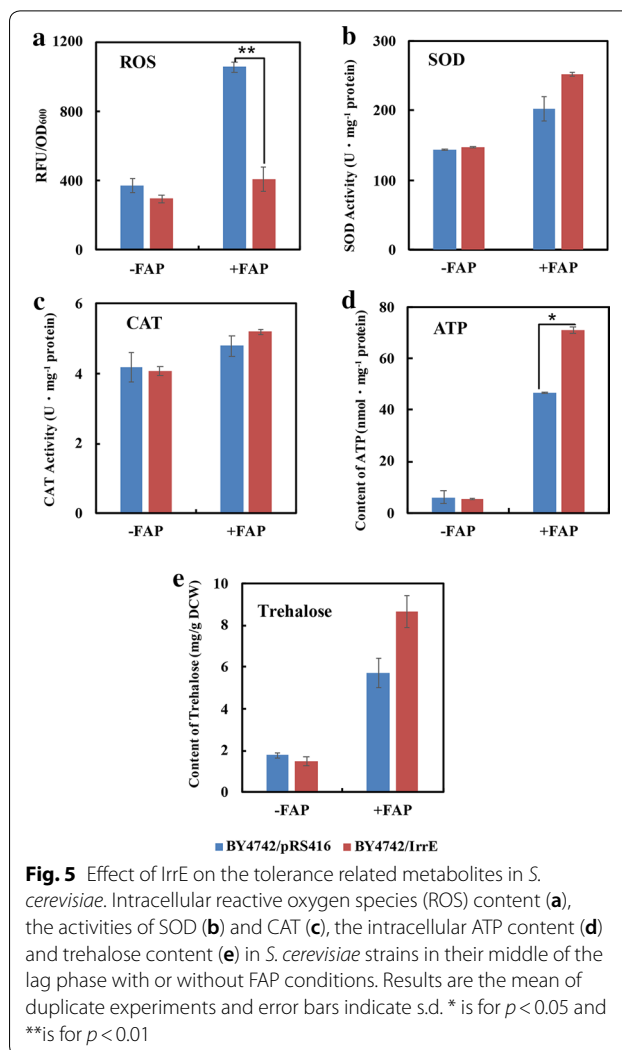 a
ROS
**
1200
800
400
0
RFU/OD600
-FAP
+FAP
b
SOD
300
200
100
0
SOD Activity (U・mg-1 protein)
-FAP
+FAP
c
CAT
6
4
2
0
CAT Activity (U・mg-1 protein)
-FAP
+FAP
d
ATP
*
80
60
40
20
0
Content of ATP (nmol・mg-1 protein)
-FAP
+FAP
e
Trehalose
10
8
6
4
2
0
Content of Trehalose (mg/g DCW)
-FAP
+FAP
BY4742/pRS416 BY4742/IrrE
Fig. 5 Effect of IrrE on the tolerance related metabolites in S.
cerevisiae. Intracellular reactive oxygen species (ROS) content (a),
the activities of SOD (b) and CAT (c), the intracellular ATP content (d)
and trehalose content (e) in S. cerevisiae strains in their middle of the
lag phase with or without FAP conditions. Results are the mean of
duplicate experiments and error bars indicate s.d. * is for p < 0.05 and
**is for p < 0.01